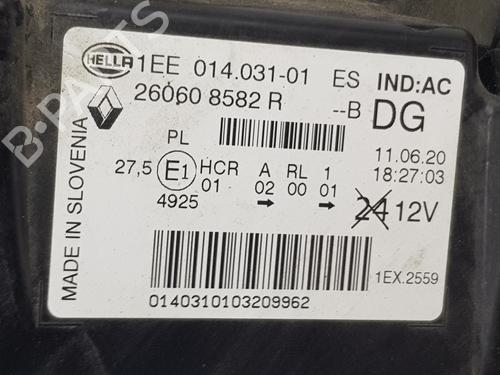 HELLA 1EE 014.031-01 ES IND:AC
26060 8582 R --B DG
PL 11.06.20
27,5 E1 HCR A RL 1 18:27:03
01 02 00 01
4925 → → 24 12V
1EX.2559
0140310103209962
MADE IN SLOVENIA
B-PARTS